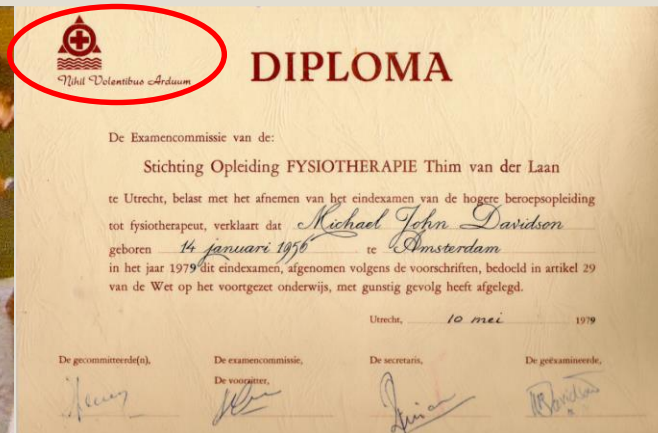 Nihil Volentibus Arduum
DIPLOMA
De Examencommissie van de:
Stichting Opleiding FYSIOTHERAPIE Thim van der Laan
te Utrecht, belast met het afnemen van het eindexamen van de hogere beroepsopleiding
tot fysiotherapeut, verklaart dat Michael John Davidson
geboren 14 januari 1956 te Amsterdam
in het jaar 1979 dit eindexamen, afgenomen volgens de voorschriften, bedoeld in artikel 29
van de Wet op het voortgezet onderwijs, met gunstig gevolg heeft afgelegd.
Utrecht, 10 mei 1979
De gecommitteerde(n), De examencommissie, De secretaris, De geëxamineerde,
De voorzitter,